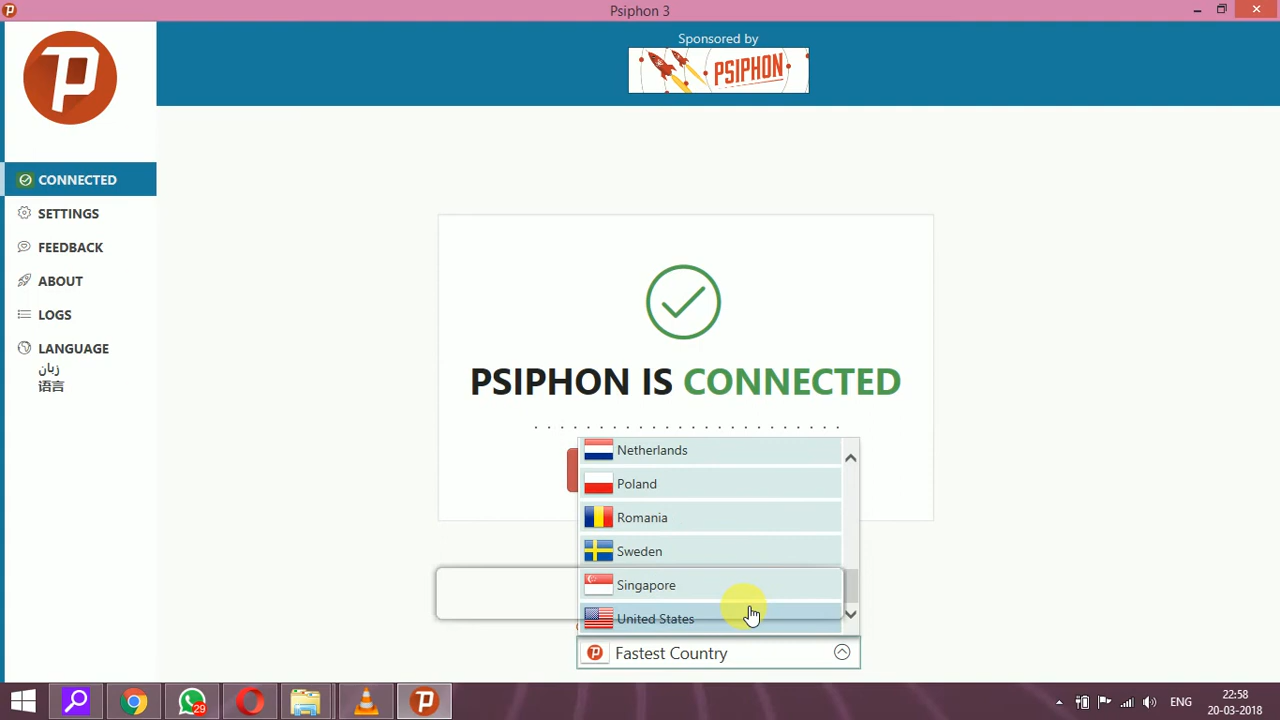 Psiphon 3
Sponsored by
PSIPHON
CONNECTED
SETTINGS
FEEDBACK
ABOUT
LOGS
LANGUAGE
زبان
语言
PSIPHON IS CONNECTED
Netherlands
Poland
Romania
Sweden
Singapore
United States
Fastest Country
29
ENG
22:58
20-03-2018